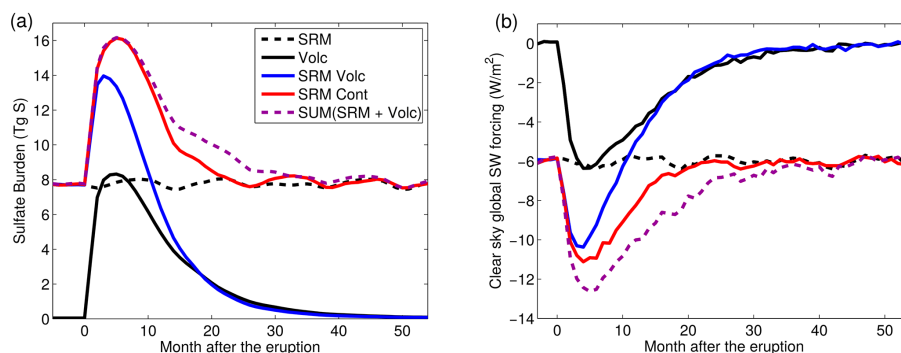 (a)
16
14
12
10
8
6
4
2
0
Sulfate Burden (Tg S)
0
10
20
30
40
50
Month after the eruption
SRM
Volc
SRM Volc
SRM Cont
SUM(SRM + Volc)
(b)
0
−2
−4
−6
−8
−10
−12
−14
Clear sky global SW forcing (W/m²)
0
10
20
30
40
50
Month after the eruption